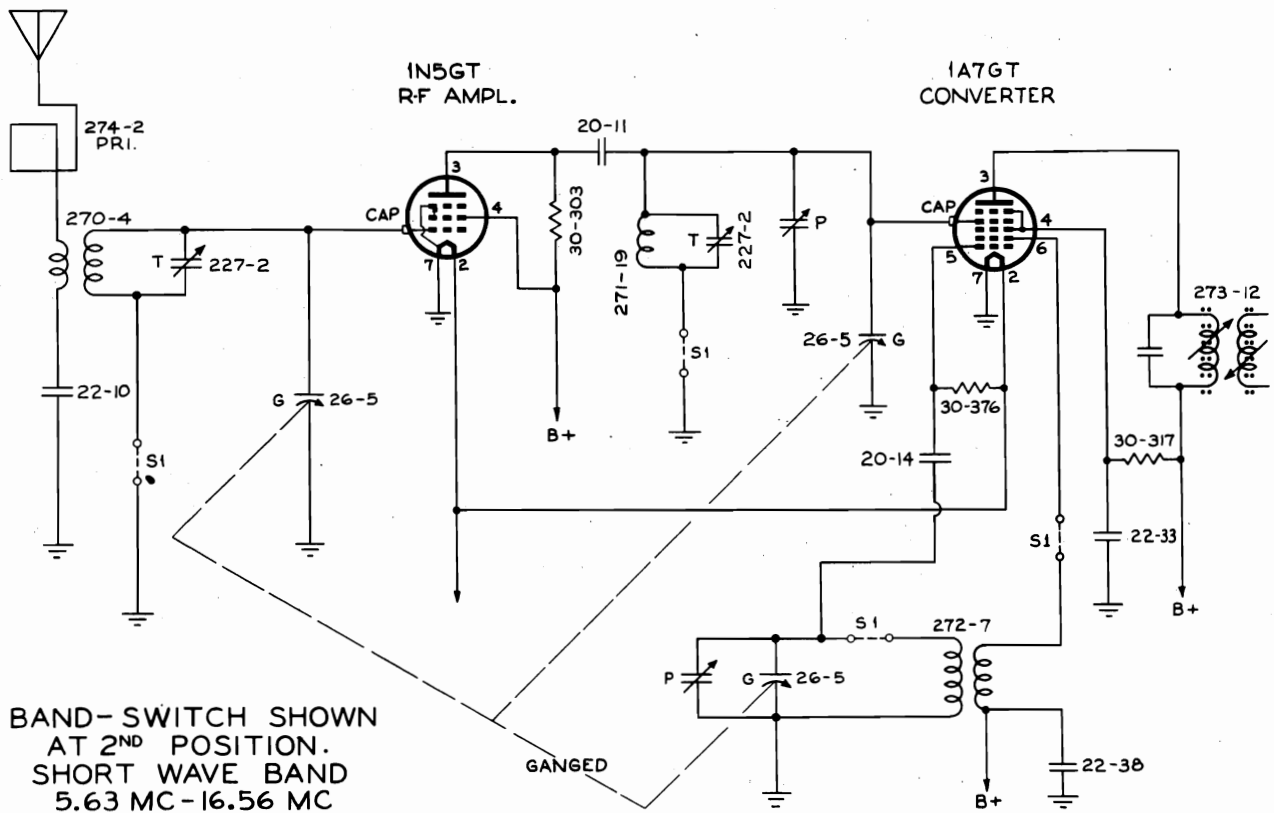 1N5GT
R-F AMPL.
1A7GT
CONVERTER
274-2
PRI.
20-11
3
3
CAP
4
30-303
P
CAP
4
6
5
270-4
T
227-2
7
2
271-19
T
227-2
7
2
273-12
S1
26-5
G
22-10
G
26-5
30-376
B+
30-317
S1
20-14
S1
22-33
B+
S1
272-7
P
G
26-5
BAND-SWITCH SHOWN
AT 2ND POSITION.
SHORT WAVE BAND
5.63 MC-16.56 MC
GANGED
22-38
B+